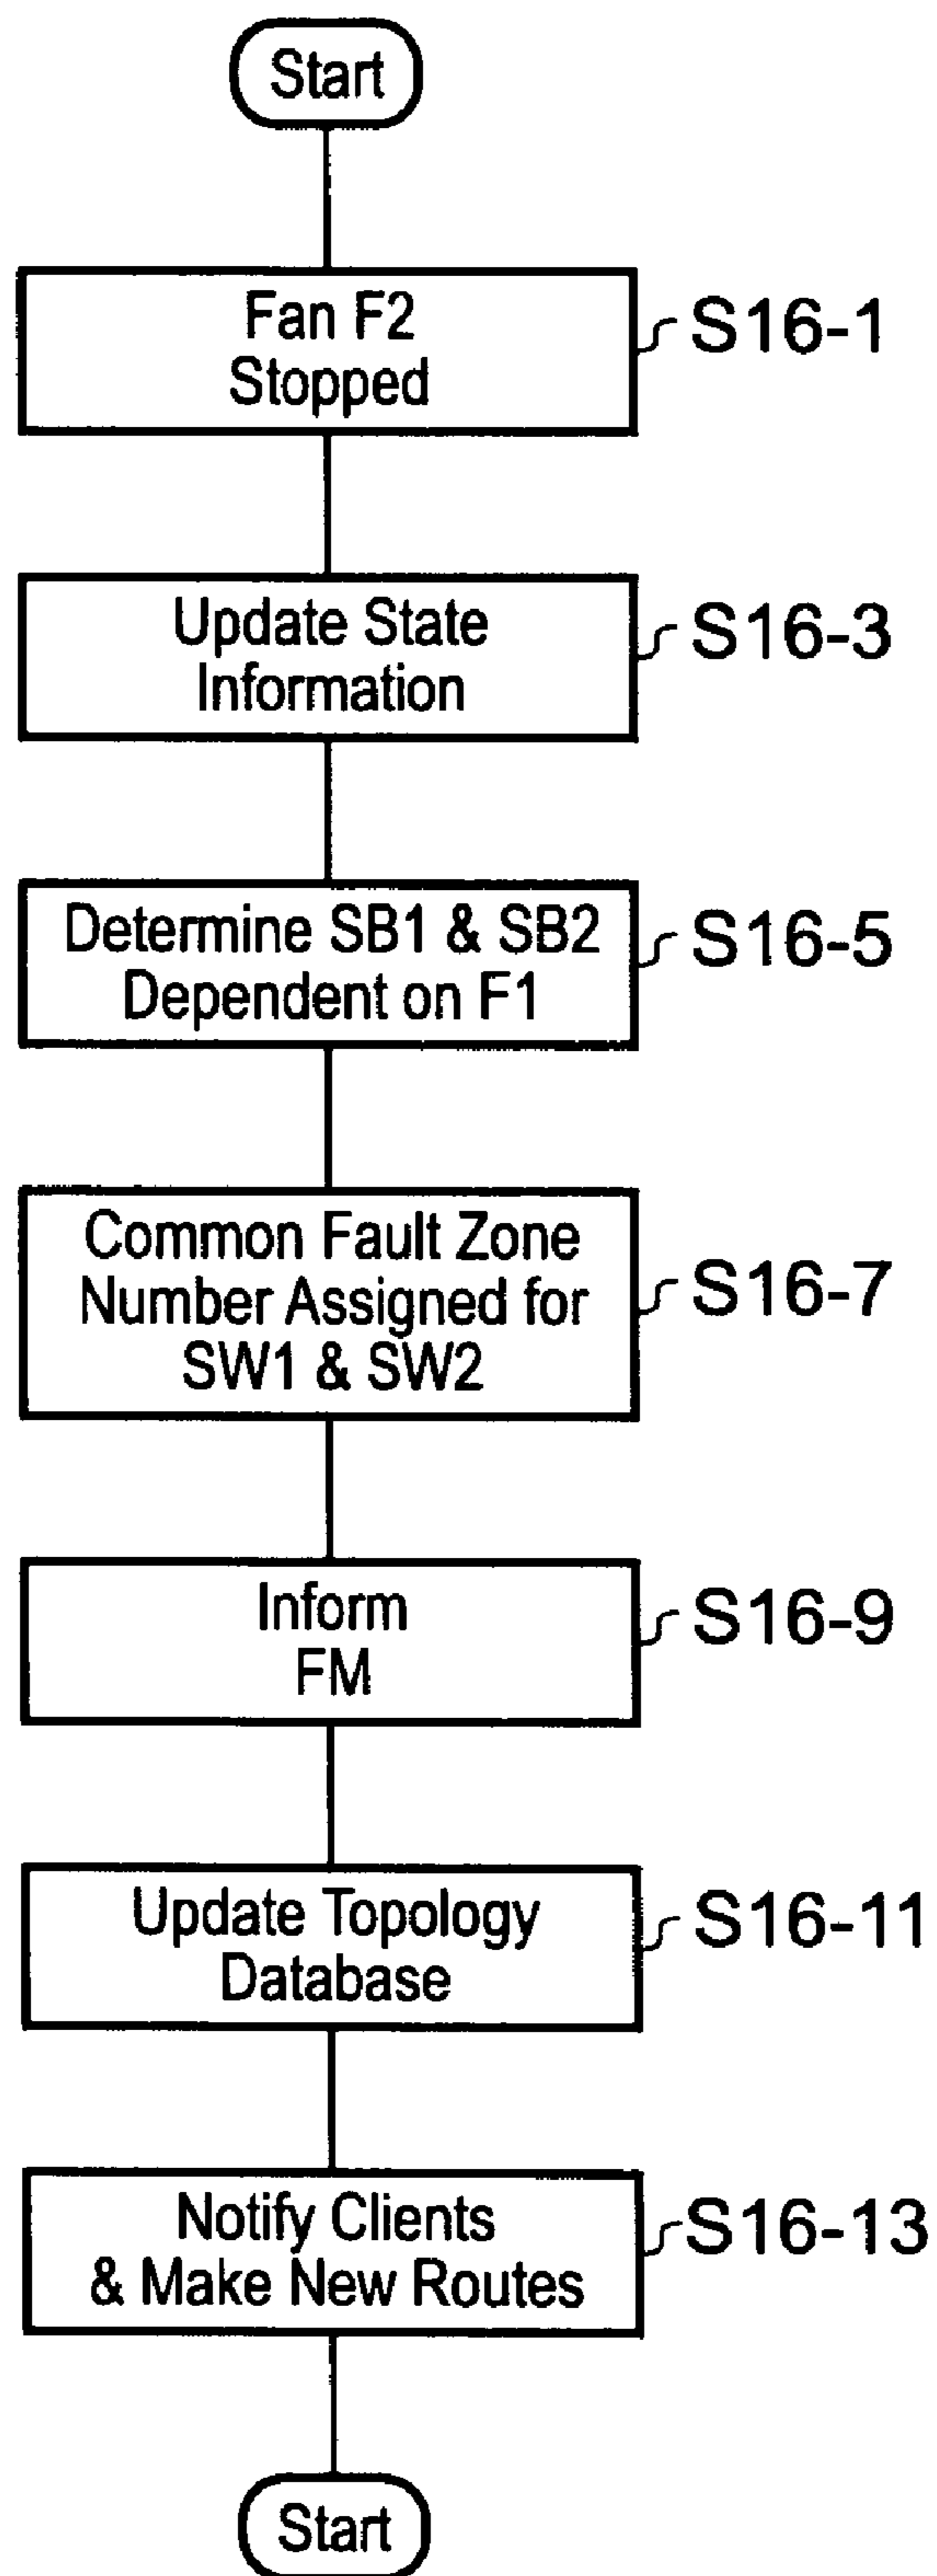 Start
Fan F2
Stopped
S16-1
Update State
Information
S16-3
Determine SB1 & SB2
Dependent on F1
S16-5
Common Fault Zone
Number Assigned for
SW1 & SW2
S16-7
Inform
FM
S16-9
Update Topology
Database
S16-11
Notify Clients
& Make New Routes
S16-13
Start